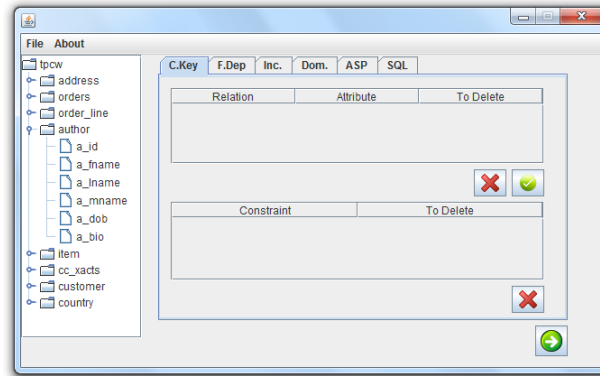 File About
tpcw
address
orders
order_line
author
a_id
a_fname
a_lname
a_mname
a_dob
a_bio
item
cc_xacts
customer
country
C.Key F.Dep Inc. Dom. ASP SQL
Relation Attribute To Delete
Constraint To Delete